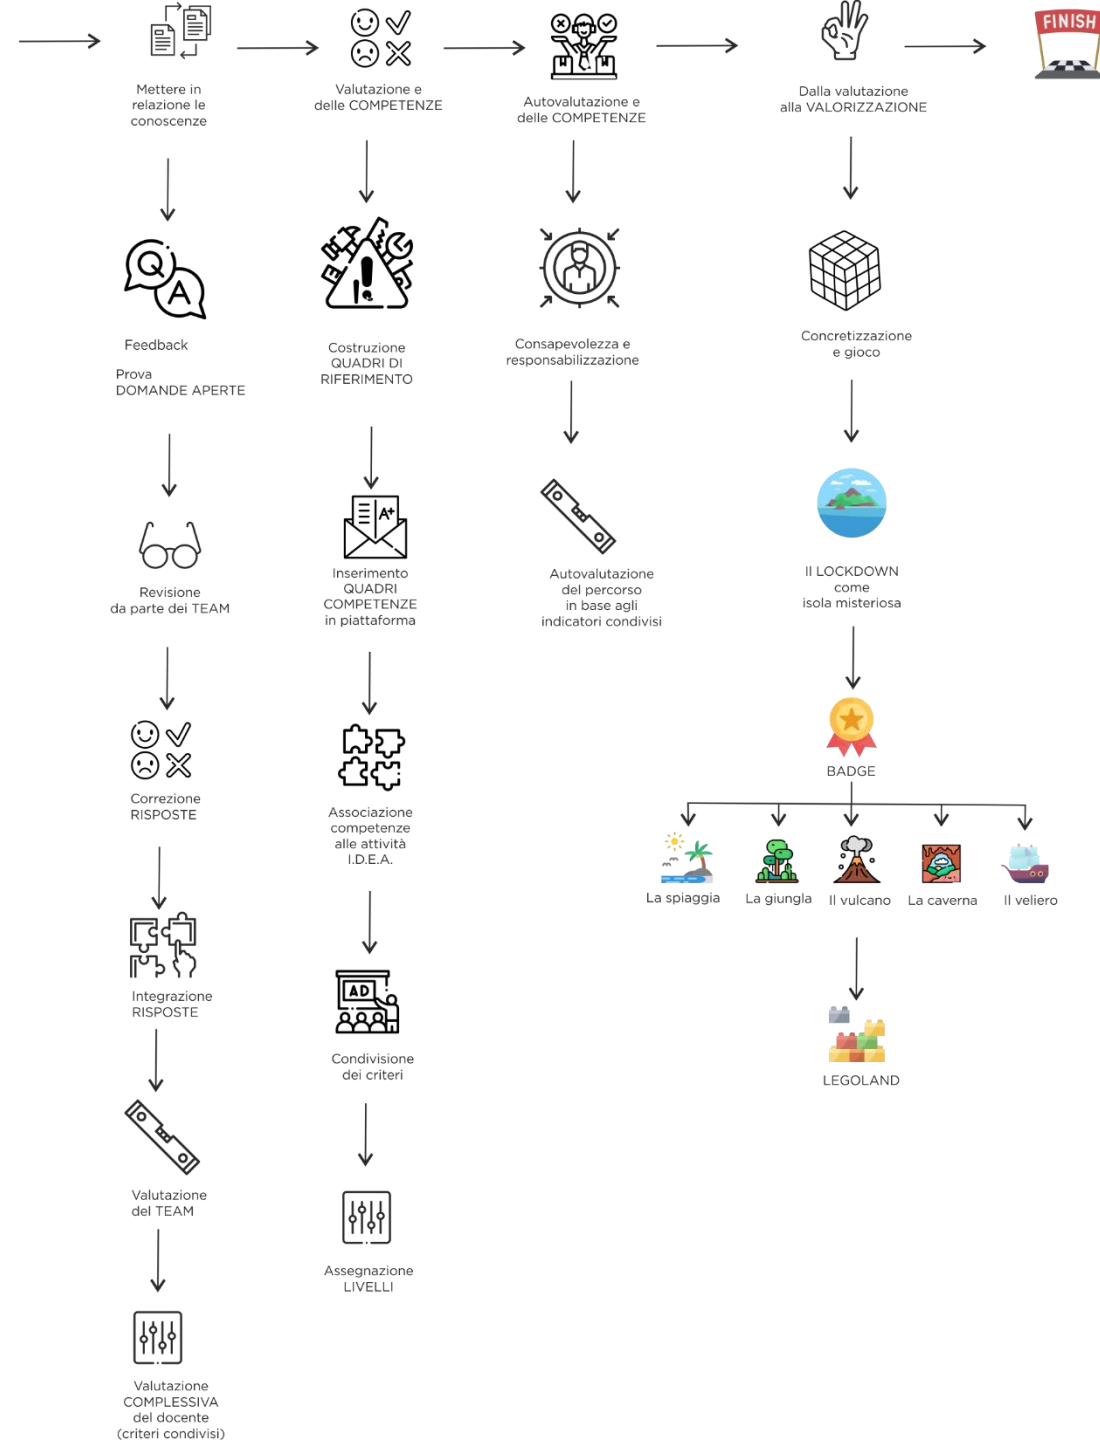 FINISH
Mettere in
relazione le
conoscenze
Valutazione e
delle COMPETENZE
Autovalutazione e
delle COMPETENZE
Dalla valutazione
alla VALORIZZAZIONE
Q
A
Feedback
Prova
DOMANDE APERTE
Revisione
da parte dei TEAM
Correzione
RISPOSTE
Integrazione
RISPOSTE
Valutazione
del TEAM
Valutazione
COMPLESSIVA
del docente
(criteri condivisi)
Costruzione
QUADRI DI
RIFERIMENTO
A+
Inserimento
QUADRI
COMPETENZE
in piattaforma
Associazione
competenze
alle attività
I.D.E.A.
AD
Condivisione
dei criteri
Assegnazione
LIVELLI
Consapevolezza e
responsabilizzazione
Autovalutazione
del percorso
in base agli
indicatori condivisi
Concretizzazione
e gioco
Il LOCKDOWN
come
isola misteriosa
BADGE
La spiaggia
La giungla
Il vulcano
La caverna
Il veliero
LEGOLAND